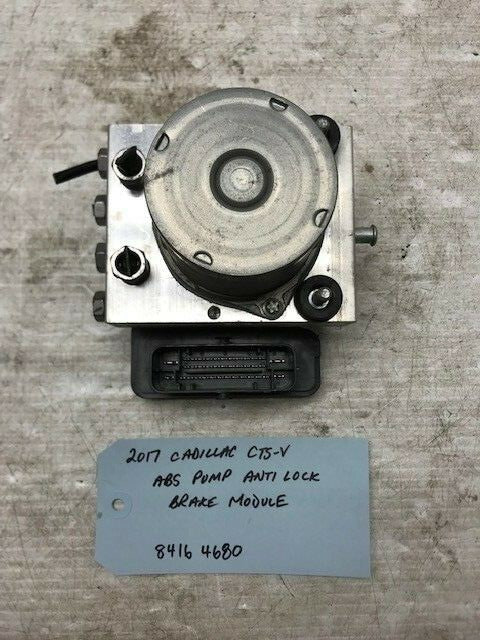 2017 CADILLAC CTS-V
ABS PUMP ANTI LOCK
BRAKE MODULE
8416 4680